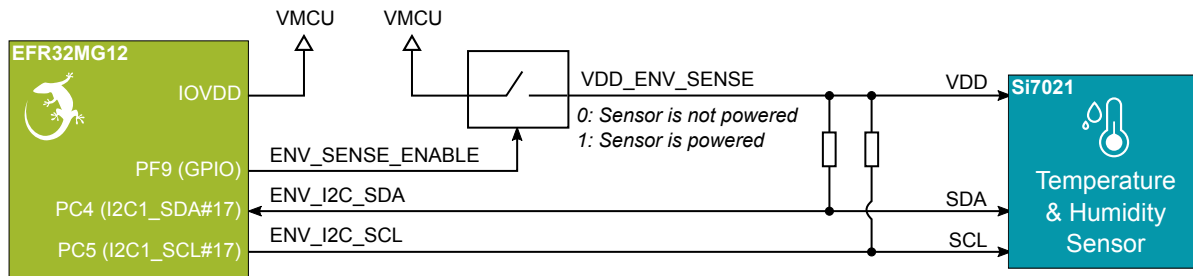 VMCU
VMCU
EFR32MG12
IOVDD
VDD_ENV_SENSE
VDD
Si7021
0: Sensor is not powered
1: Sensor is powered
PF9 (GPIO)
ENV_SENSE_ENABLE
PC4 (I2C1_SDA#17)
ENV_I2C_SDA
SDA
PC5 (I2C1_SCL#17)
ENV_I2C_SCL
SCL
Temperature
& Humidity
Sensor